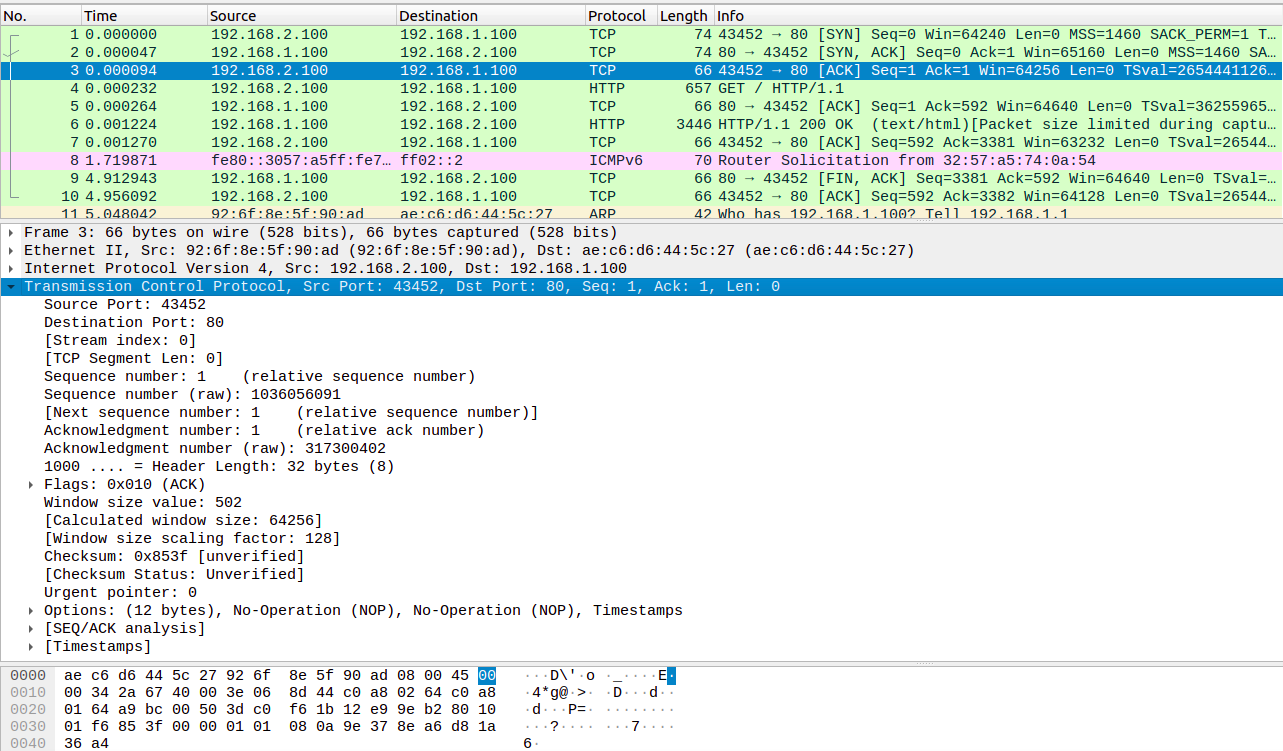 No. Time Source Destination Protocol Length Info
1 0.000000 192.168.2.100 192.168.1.100 TCP 74 43452 → 80 [SYN] Seq=0 Win=64240 Len=0 MSS=1460 SACK_PERM=1 T…
2 0.000047 192.168.1.100 192.168.2.100 TCP 74 80 → 43452 [SYN, ACK] Seq=0 Ack=1 Win=65160 Len=0 MSS=1460 SA…
3 0.000094 192.168.2.100 192.168.1.100 TCP 66 43452 → 80 [ACK] Seq=1 Ack=1 Win=64256 Len=0 TSval=2654441126…
4 0.000232 192.168.2.100 192.168.1.100 HTTP 657 GET / HTTP/1.1
5 0.000264 192.168.1.100 192.168.2.100 TCP 66 80 → 43452 [ACK] Seq=1 Ack=592 Win=64640 Len=0 TSval=36255965…
6 0.001224 192.168.1.100 192.168.2.100 HTTP 3446 HTTP/1.1 200 OK  (text/html)[Packet size limited during captu…
7 0.001270 192.168.2.100 192.168.1.100 TCP 66 43452 → 80 [ACK] Seq=592 Ack=3381 Win=63232 Len=0 TSval=26544…
8 1.719871 fe80::3057:a5ff:fe7… ff02::2 ICMPv6 70 Router Solicitation from 32:57:a5:74:0a:54
9 4.912943 192.168.1.100 192.168.2.100 TCP 66 80 → 43452 [FIN, ACK] Seq=3381 Ack=592 Win=64640 Len=0 TSval=…
10 4.956092 192.168.2.100 192.168.1.100 TCP 66 43452 → 80 [ACK] Seq=592 Ack=3382 Win=64128 Len=0 TSval=26544…
11 5.048042 92:6f:8e:5f:90:ad ae:c6:d6:44:5c:27 ARP 42 Who has 192.168.1.100? Tell 192.168.1.1
Frame 3: 66 bytes on wire (528 bits), 66 bytes captured (528 bits)
Ethernet II, Src: 92:6f:8e:5f:90:ad (92:6f:8e:5f:90:ad), Dst: ae:c6:d6:44:5c:27 (ae:c6:d6:44:5c:27)
Internet Protocol Version 4, Src: 192.168.2.100, Dst: 192.168.1.100
Transmission Control Protocol, Src Port: 43452, Dst Port: 80, Seq: 1, Ack: 1, Len: 0
Source Port: 43452
Destination Port: 80
[Stream index: 0]
[TCP Segment Len: 0]
Sequence number: 1    (relative sequence number)
Sequence number (raw): 1036056091
[Next sequence number: 1    (relative sequence number)]
Acknowledgment number: 1    (relative ack number)
Acknowledgment number (raw): 317300402
1000 .... = Header Length: 32 bytes (8)
Flags: 0x010 (ACK)
Window size value: 502
[Calculated window size: 64256]
[Window size scaling factor: 128]
Checksum: 0x853f [unverified]
[Checksum Status: Unverified]
Urgent pointer: 0
Options: (12 bytes), No-Operation (NOP), No-Operation (NOP), Timestamps
[SEQ/ACK analysis]
[Timestamps]
0000 ae c6 d6 44 5c 27 92 6f  8e 5f 90 ad 08 00 45 00 ···D\'·o ·_····E·
0010 00 34 2a 67 40 00 3e 06  8d 44 c0 a8 02 64 c0 a8 ·4*g@·>· ·D···d··
0020 01 64 a9 bc 00 50 3d c0  f6 1b 12 e9 9e b2 80 10 ·d···P=· ········
0030 01 f6 85 3f 00 00 01 01  08 0a 9e 37 8e a6 d8 1a ···?···· ···7····
0040 36 a4 6·